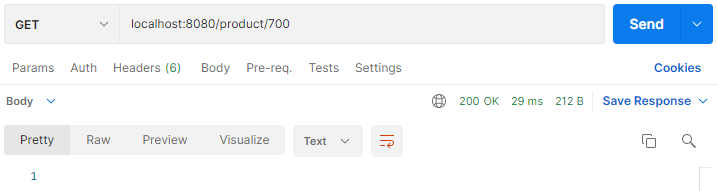 GET localhost:8080/product/700 Send
Params Auth Headers (6) Body Pre-req. Tests Settings Cookies
Body 200 OK 29 ms 212 B Save Response
Pretty Raw Preview Visualize Text
1